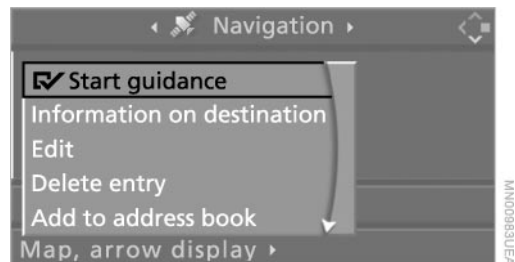 Navigation
Start guidance
Information on destination
Edit
Delete entry
Add to address book
Map, arrow display
MN00983UEA